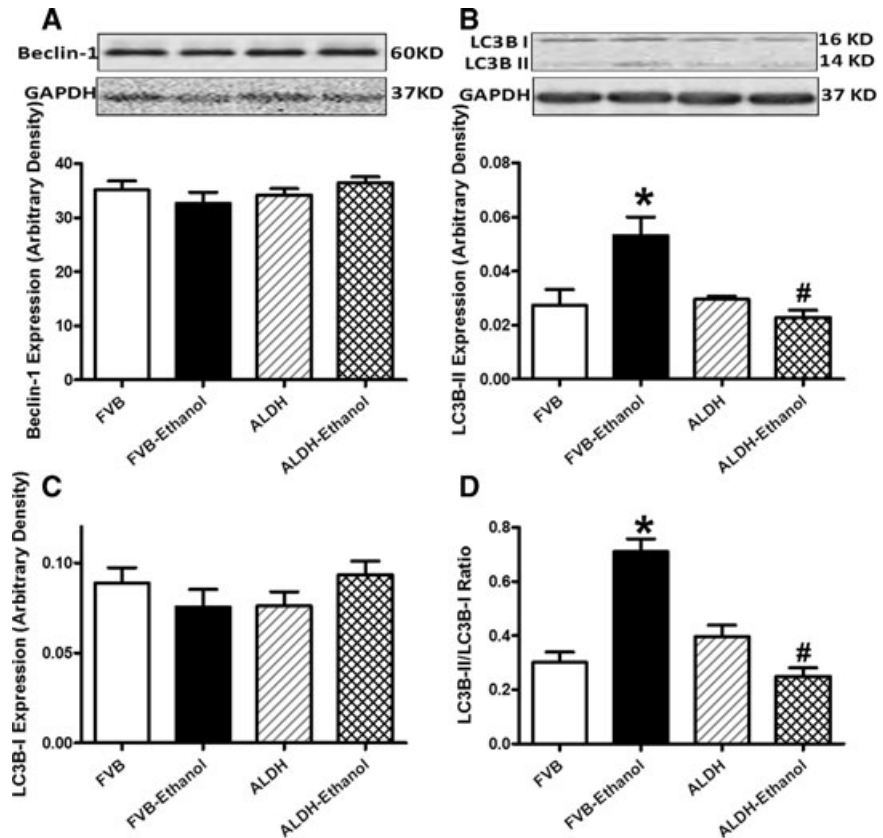 A
Beclin-1
60KD
GAPDH
37KD
Beclin-1 Expression (Arbitrary Density)
40
30
20
10
0
FVB
FVB-Ethanol
ALDH
ALDH-Ethanol
B
LC3B I
16 KD
LC3B II
14 KD
GAPDH
37 KD
LC3B-II Expression (Arbitrary Density)
0.08
0.06
0.04
0.02
0.00
*
#
FVB
FVB-Ethanol
ALDH
ALDH-Ethanol
C
LC3B-I Expression (Arbitrary Density)
0.10
0.05
0.00
FVB
FVB-Ethanol
ALDH
ALDH-Ethanol
D
LC3B-II/LC3B-I Ratio
0.8
0.6
0.4
0.2
0.0
*
#
FVB
FVB-Ethanol
ALDH
ALDH-Ethanol